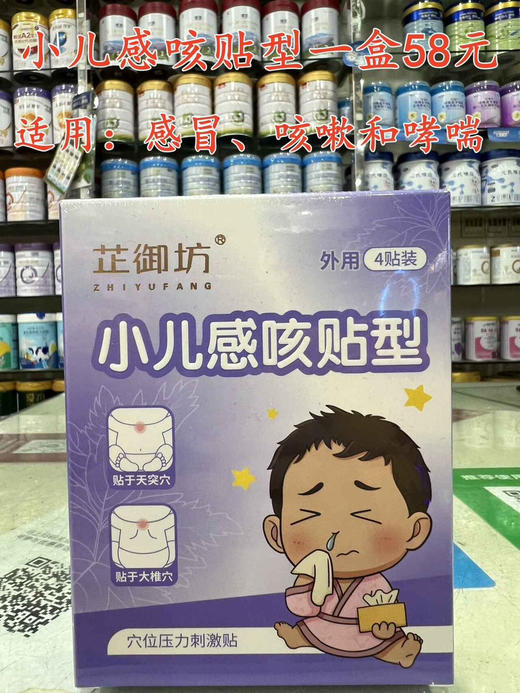 小儿感咳贴型一盒58元
适用：感冒、咳嗽和哮喘
芷御坊®
ZHIYUFANG
外用 4贴装
小儿感咳贴型
贴于天突穴
贴于大椎穴
穴位压力刺激贴